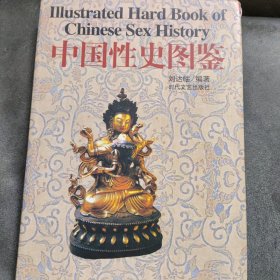 Illustrated Hard Book of
Chinese Sex History
中国性史图鉴
刘达临/编著
时代文艺出版社